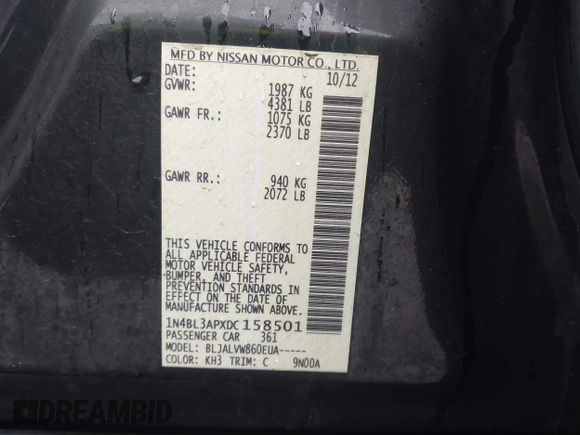 MFD BY NISSAN MOTOR CO., LTD.
DATE: 10/12
GVWR: 1987 KG
4381 LB
GAWR FR.: 1075 KG
2370 LB
GAWR RR.: 940 KG
2072 LB
THIS VEHICLE CONFORMS TO
ALL APPLICABLE FEDERAL
MOTOR VEHICLE SAFETY,
BUMPER, AND THEFT
PREVENTION STANDARDS IN
EFFECT ON THE DATE OF
MANUFACTURE SHOWN ABOVE.
1N4BL3APXDC158501
PASSENGER CAR 361
MODEL: BLJALVW860EUA-----
COLOR: KH3 TRIM: C 9N00A
DREAMBID